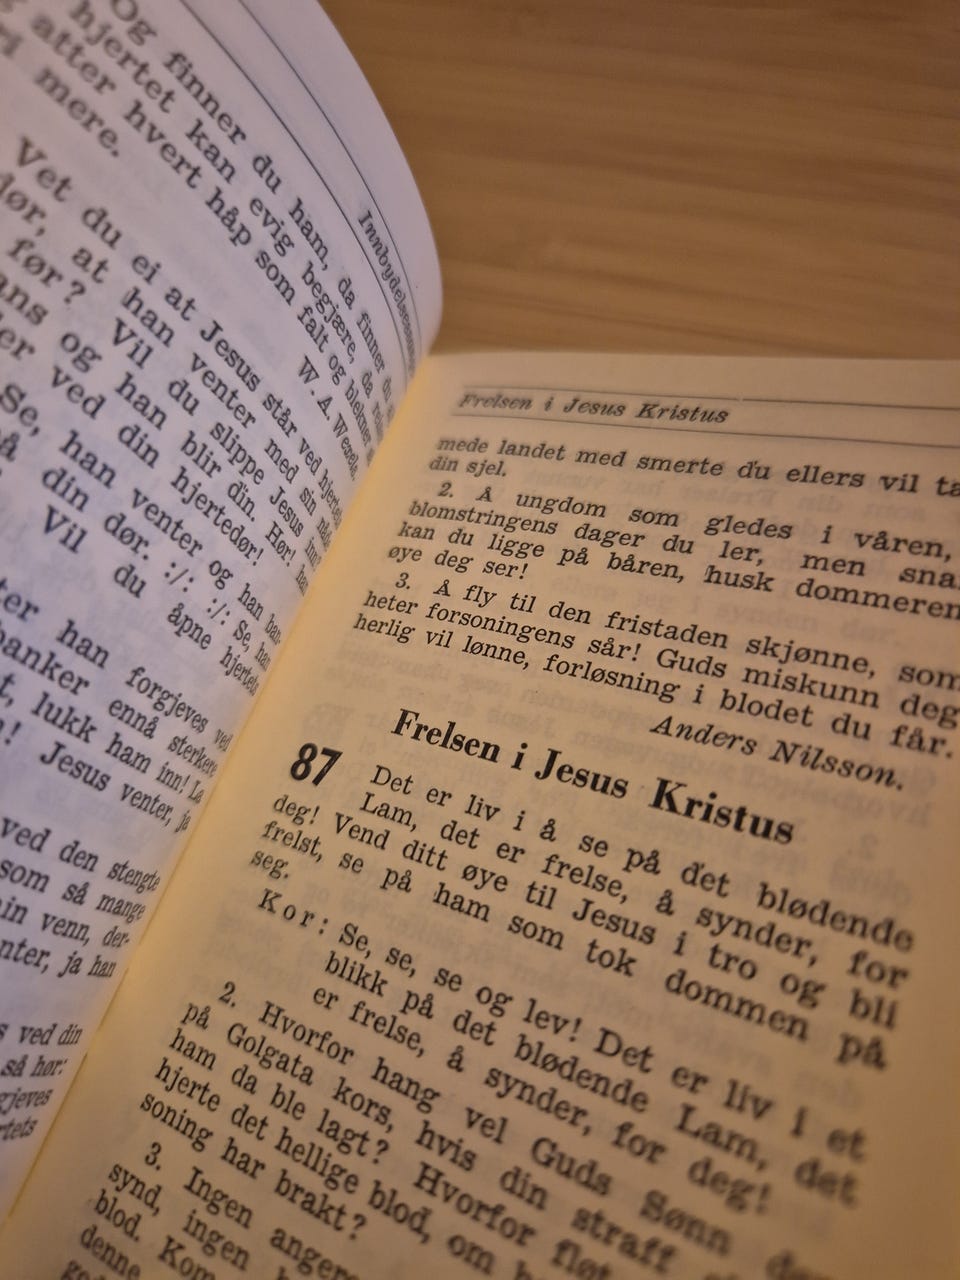 Innbydelsessan
Og finner du ham, da finner du
hjertet kan evig begjære, da
atter hvert håp som falt og blekner
mere.
W. A. Wexels.
Vet du ei at Jesus står ved hjertets
dør, at han venter med sin nåde
før? Vil du slippe Jesus inn?
og han blir din. Hør! han
ved din hjertedør!
Se, han venter og han ban-
din dør. :/: :/: Se, han
Vil du åpne hjertets
han forgjeves vel
banker ennå sterkere
lukk ham inn! La
Jesus venter, ja
ved den stengte
som så mange
min venn, der-
venter, ja han
ved din
så hør:
Frelsen i Jesus Kristus
mede landet med smerte du ellers vil ta
din sjel.
2. Å ungdom som gledes i våren,
blomstringens dager du ler, men snar
kan du ligge på båren, husk dommeren
øye deg ser!
3. Å fly til den fristaden skjønne, som
heter forsoningens sår! Guds miskunn deg
herlig vil lønne, forløsning i blodet du får.
Anders Nilsson.
Frelsen i Jesus Kristus
87 Det er liv i å se på det blødende
Lam, det er frelse, å synder, for
deg! Vend ditt øye til Jesus i tro og bli
frelst, se på ham som tok dommen på
seg.
Kor: Se, se, se og lev! Det er liv i et
blikk på det blødende Lam, det
er frelse, å synder, for deg!
2. Hvorfor hang vel Guds Sønn
på Golgata kors, hvis din straff
ham da ble lagt? Hvorfor fløt
hjerte det hellige blod, om
soning har brakt?
3. Ingen
synd, ingen
blod. Kom
denne